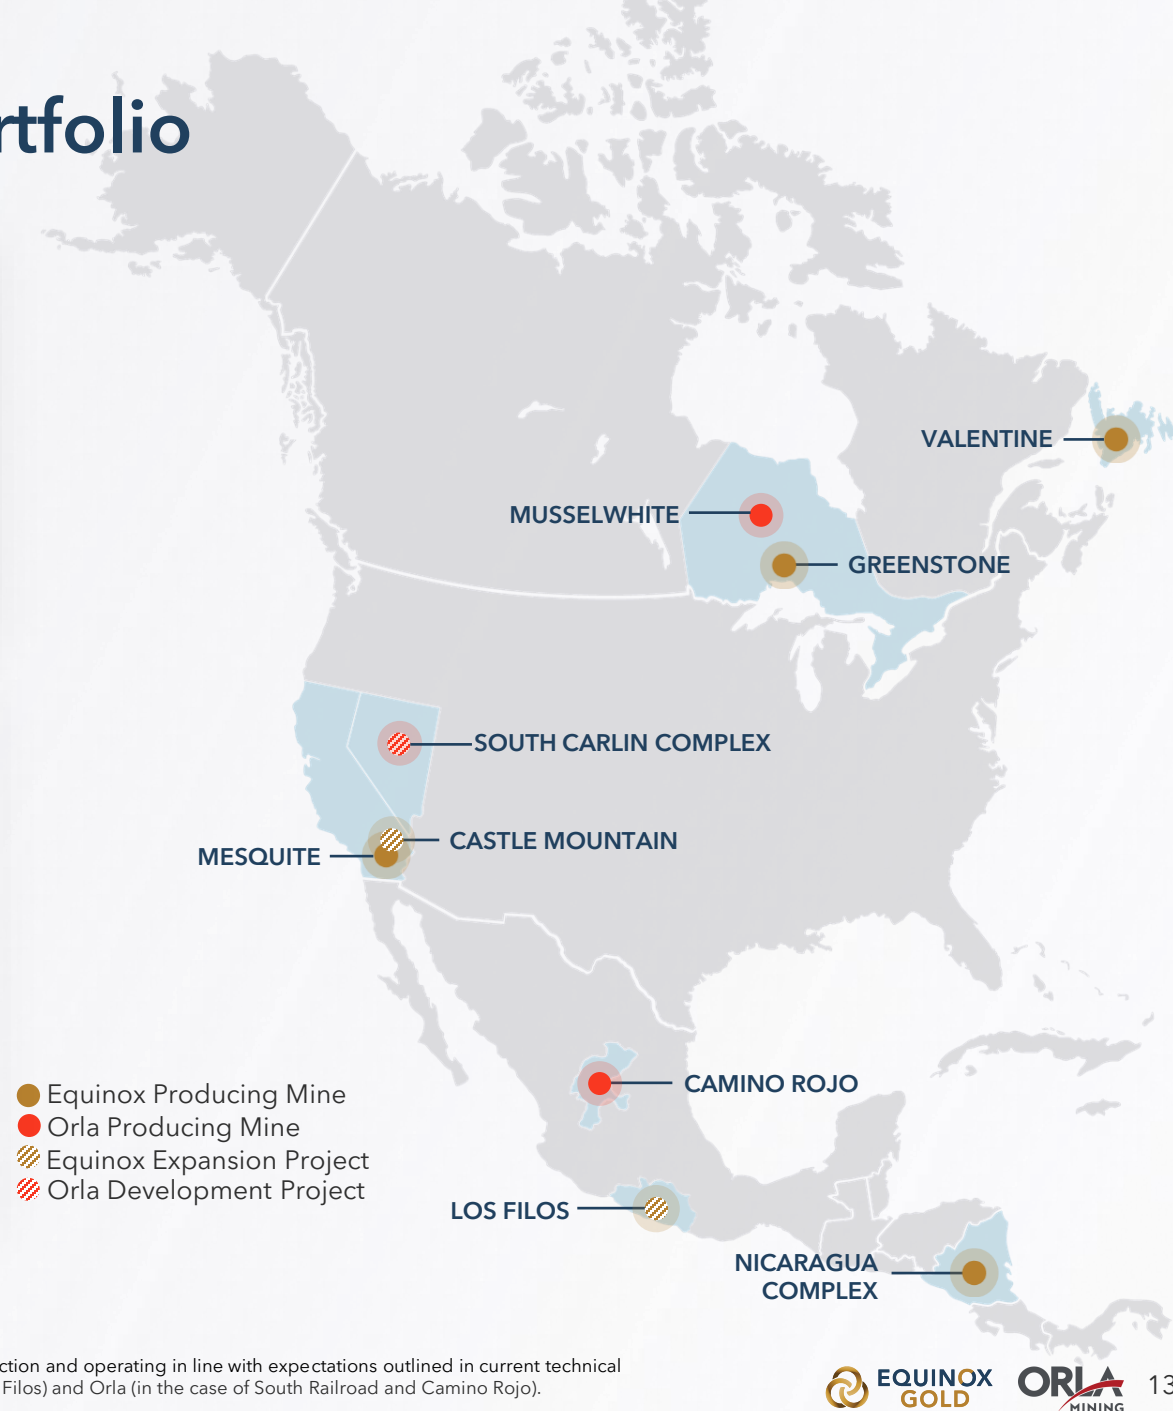 rtfolio
VALENTINE
MUSSELWHITE
GREENSTONE
SOUTH CARLIN COMPLEX
CASTLE MOUNTAIN
MESQUITE
CAMINO ROJO
Equinox Producing Mine
Orla Producing Mine
Equinox Expansion Project
Orla Development Project
LOS FILOS
NICARAGUA
COMPLEX
ction and operating in line with expectations outlined in current technical
Filos) and Orla (in the case of South Railroad and Camino Rojo).
EQUINOX
GOLD
ORLA
MINING
13